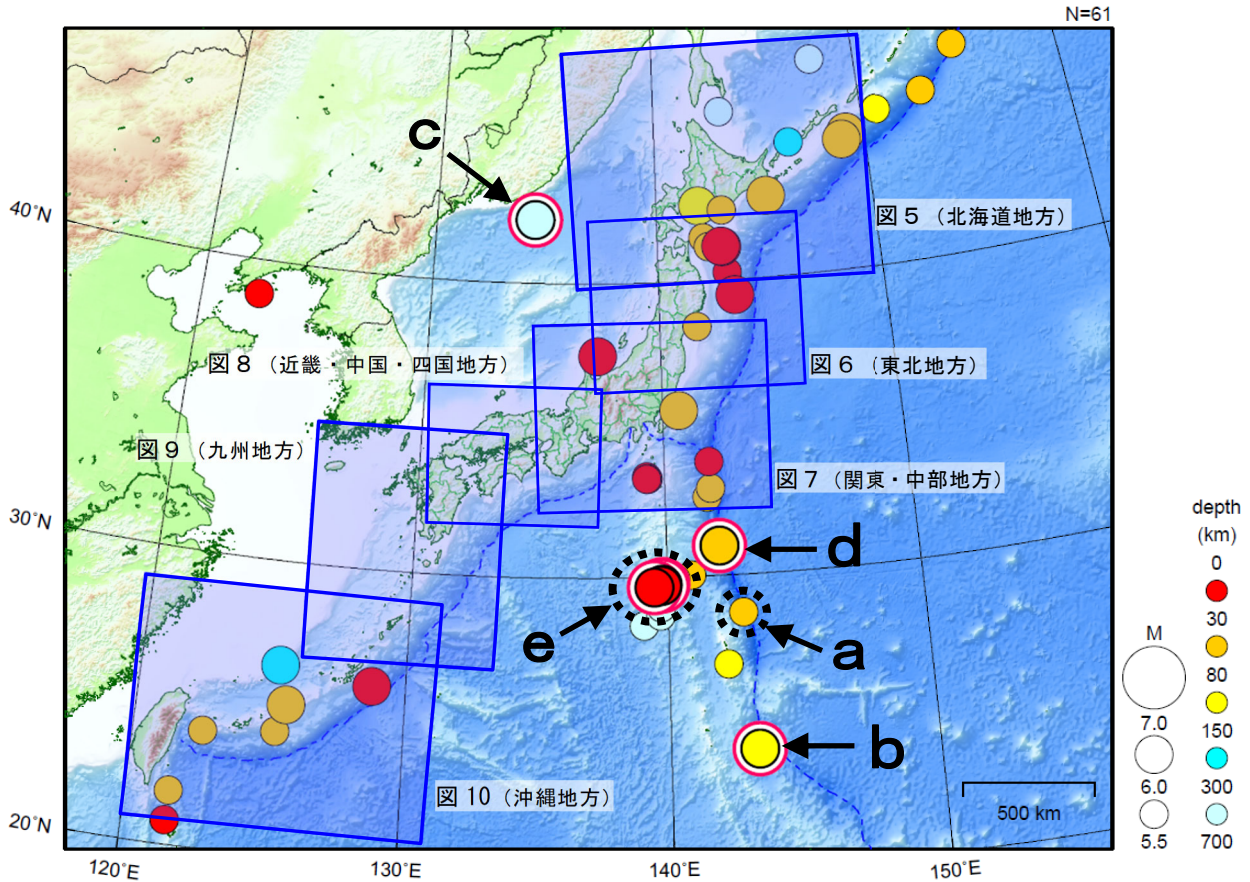 N=61
c
40°N
図5（北海道地方）
図8（近畿・中国・四国地方）
図6（東北地方）
図9（九州地方）
図7（関東・中部地方）
30°N
d
e
a
b
図10（沖縄地方）
500 km
20°N
120°E
130°E
140°E
150°E
depth
(km)
0
30
80
150
300
700
M
7.0
6.0
5.5